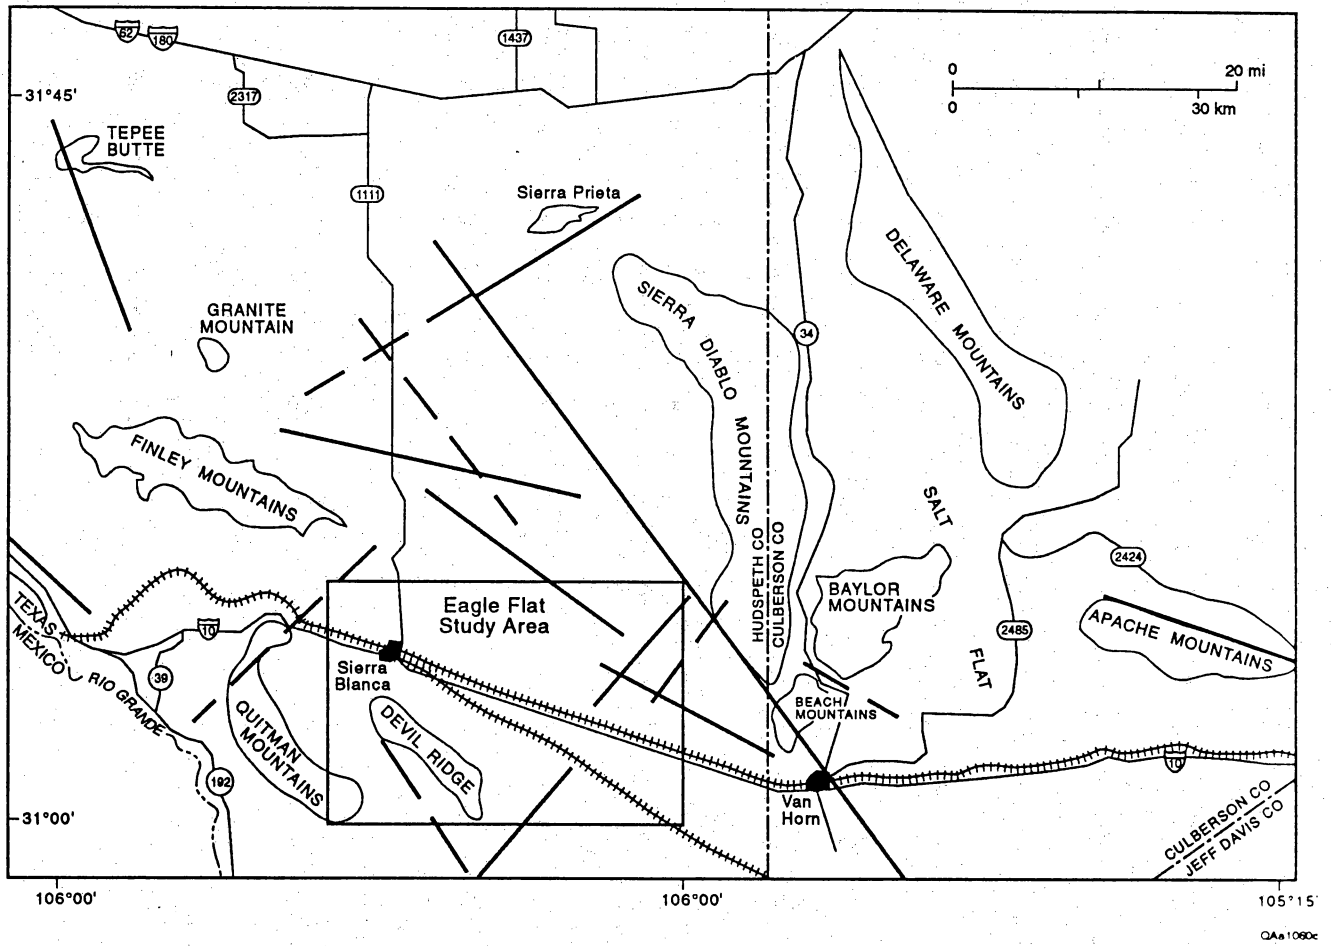 62
180
1437
0
20 mi
0
30 km
31°45'
2317
TEPEE
BUTTE
1111
Sierra Prieta
DELAWARE MOUNTAINS
SIERRA DIABLO MOUNTAINS
GRANITE
MOUNTAIN
34
FINLEY MOUNTAINS
SALT
FLAT
HUDSPETH CO
CULBERSON CO
2424
BAYLOR
MOUNTAINS
Eagle Flat
Study Area
TEXAS
MEXICO
10
2485
APACHE MOUNTAINS
Sierra
Blanca
39
RIO GRANDE
BEACH
MOUNTAINS
QUITMAN
MOUNTAINS
DEVIL RIDGE
192
10
Van
Horn
31°00'
CULBERSON CO
JEFF DAVIS CO
106°00'
106°00'
105°15'
QAa1060c